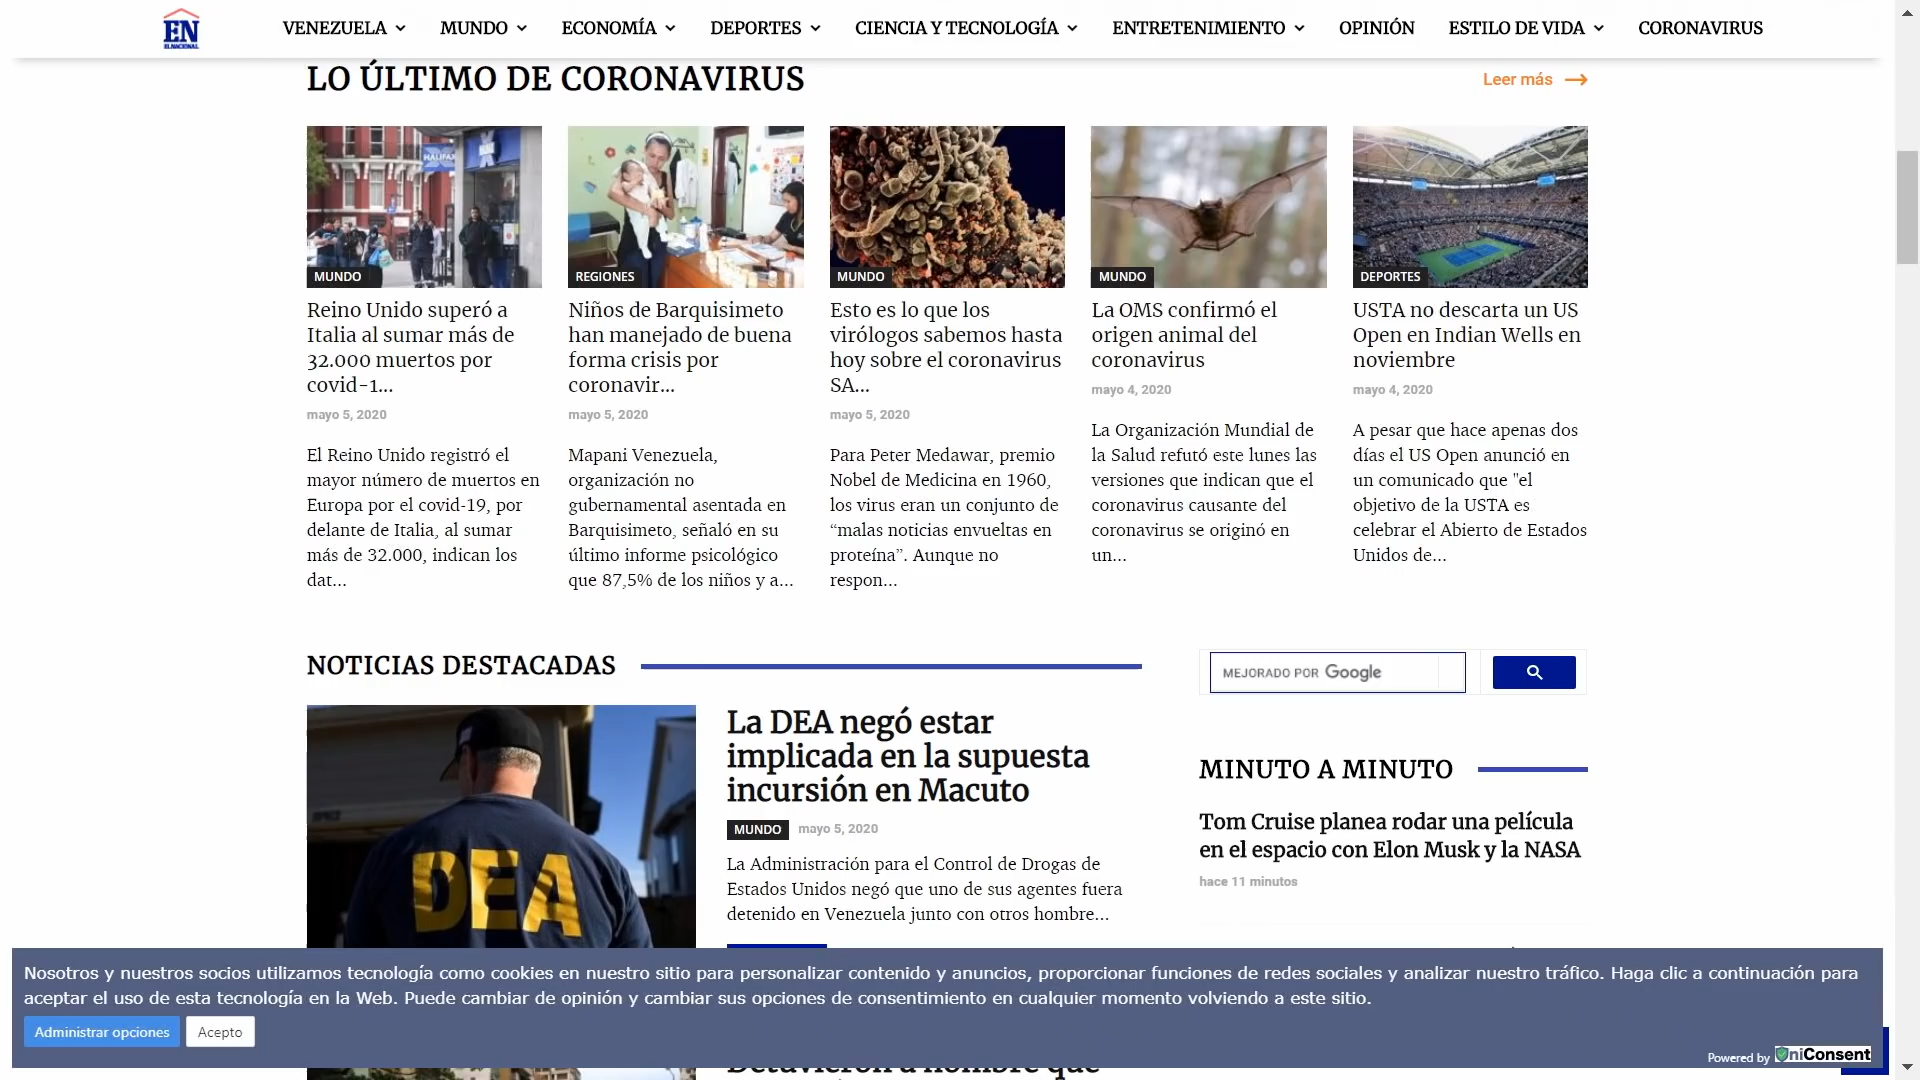 EN
EL NACIONAL
VENEZUELA
MUNDO
ECONOMÍA
DEPORTES
CIENCIA Y TECNOLOGÍA
ENTRETENIMIENTO
OPINIÓN
ESTILO DE VIDA
CORONAVIRUS
LO ÚLTIMO DE CORONAVIRUS
Leer más
HALIFAX
MUNDO
Reino Unido superó a
Italia al sumar más de
32.000 muertos por
covid-1...
mayo 5, 2020
El Reino Unido registró el
mayor número de muertos en
Europa por el covid-19, por
delante de Italia, al sumar
más de 32.000, indican los
dat...
REGIONES
Niños de Barquisimeto
han manejado de buena
forma crisis por
coronavir...
mayo 5, 2020
Mapani Venezuela,
organización no
gubernamental asentada en
Barquisimeto, señaló en su
último informe psicológico
que 87,5% de los niños y a...
MUNDO
Esto es lo que los
virólogos sabemos hasta
hoy sobre el coronavirus
SA...
mayo 5, 2020
Para Peter Medawar, premio
Nobel de Medicina en 1960,
los virus eran un conjunto de
“malas noticias envueltas en
proteína”. Aunque no
respon...
MUNDO
La OMS confirmó el
origen animal del
coronavirus
mayo 4, 2020
La Organización Mundial de
la Salud refutó este lunes las
versiones que indican que el
coronavirus causante del
coronavirus se originó en
un...
DEPORTES
USTA no descarta un US
Open en Indian Wells en
noviembre
mayo 4, 2020
A pesar que hace apenas dos
días el US Open anunció en
un comunicado que "el
objetivo de la USTA es
celebrar el Abierto de Estados
Unidos de...
NOTICIAS DESTACADAS
DEA
La DEA negó estar
implicada en la supuesta
incursión en Macuto
MUNDO mayo 5, 2020
La Administración para el Control de Drogas de
Estados Unidos negó que uno de sus agentes fuera
detenido en Venezuela junto con otros hombre...
MEJORADO POR Google
MINUTO A MINUTO
Tom Cruise planea rodar una película
en el espacio con Elon Musk y la NASA
hace 11 minutos
Nosotros y nuestros socios utilizamos tecnología como cookies en nuestro sitio para personalizar contenido y anuncios, proporcionar funciones de redes sociales y analizar nuestro tráfico. Haga clic a continuación para
aceptar el uso de esta tecnología en la Web. Puede cambiar de opinión y cambiar sus opciones de consentimiento en cualquier momento volviendo a este sitio.
Administrar opciones
Acepto
Powered by UniConsent
Detuvieron a hombre que